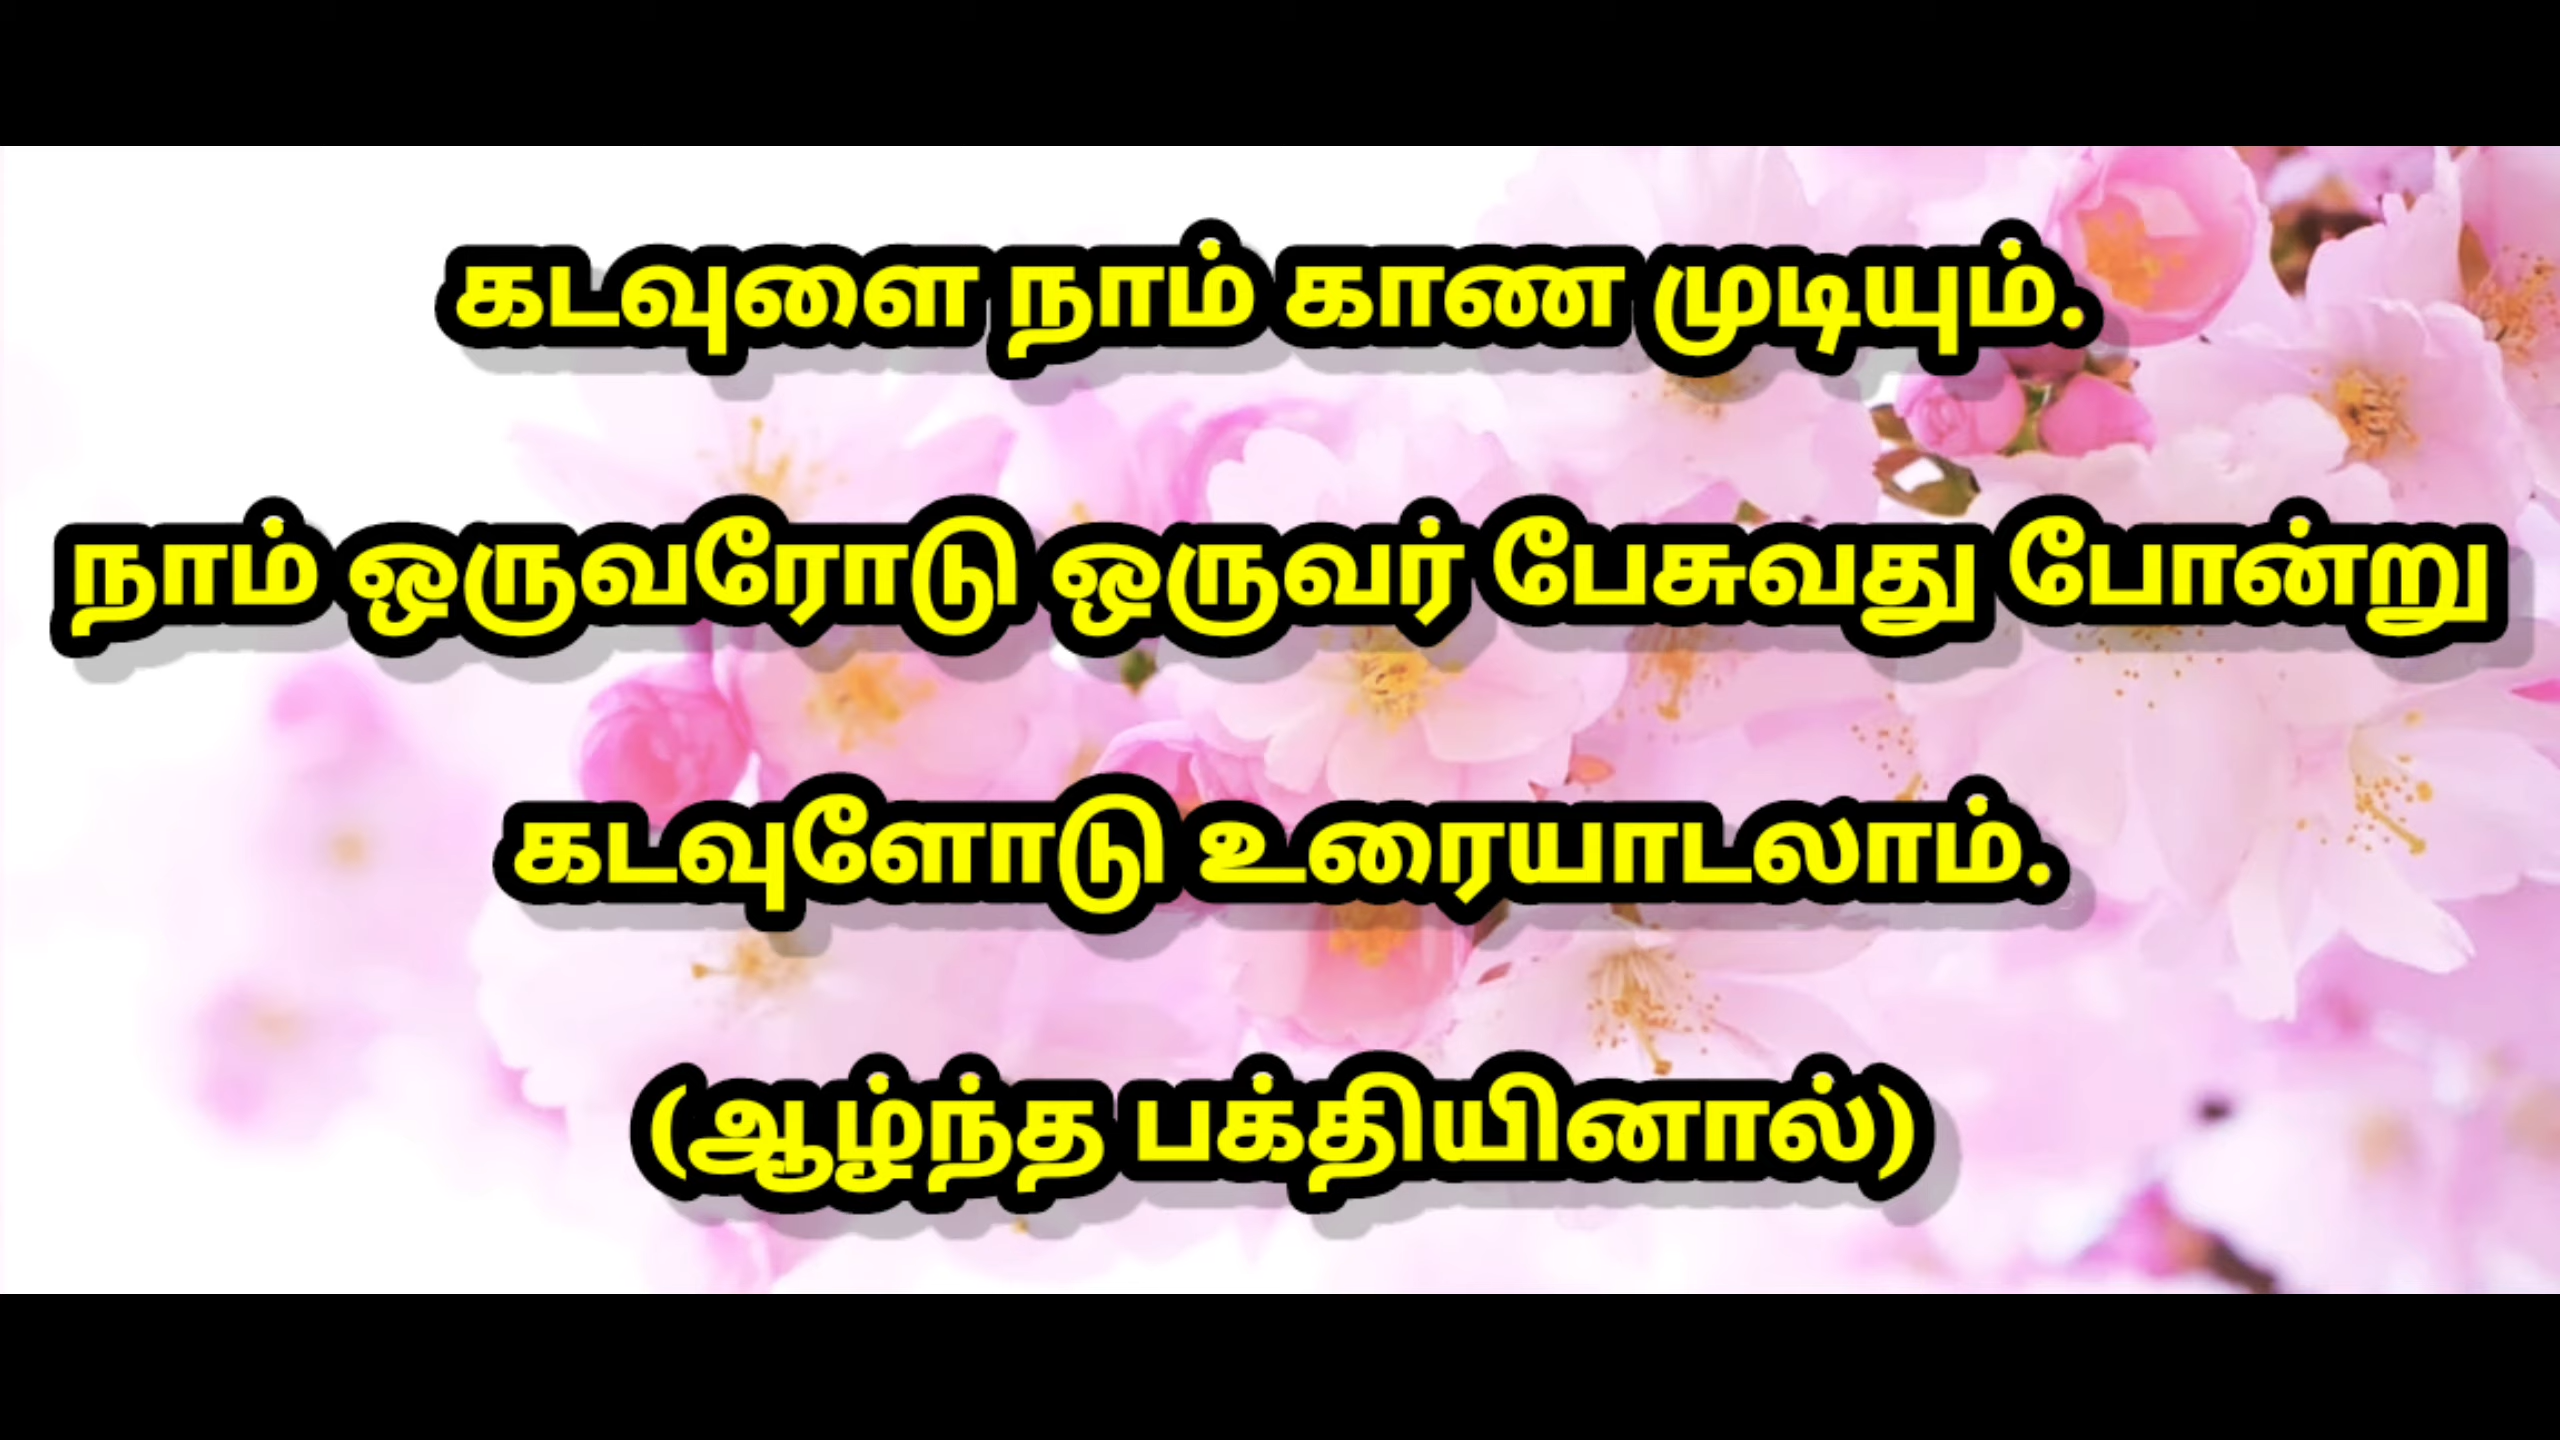 கடவுளை நாம் காண முடியும்.
நாம் ஒருவரோடு ஒருவர் பேசுவது போன்று
கடவுளோடு உரையாடலாம்.
(ஆழ்ந்த பக்தியினால்)